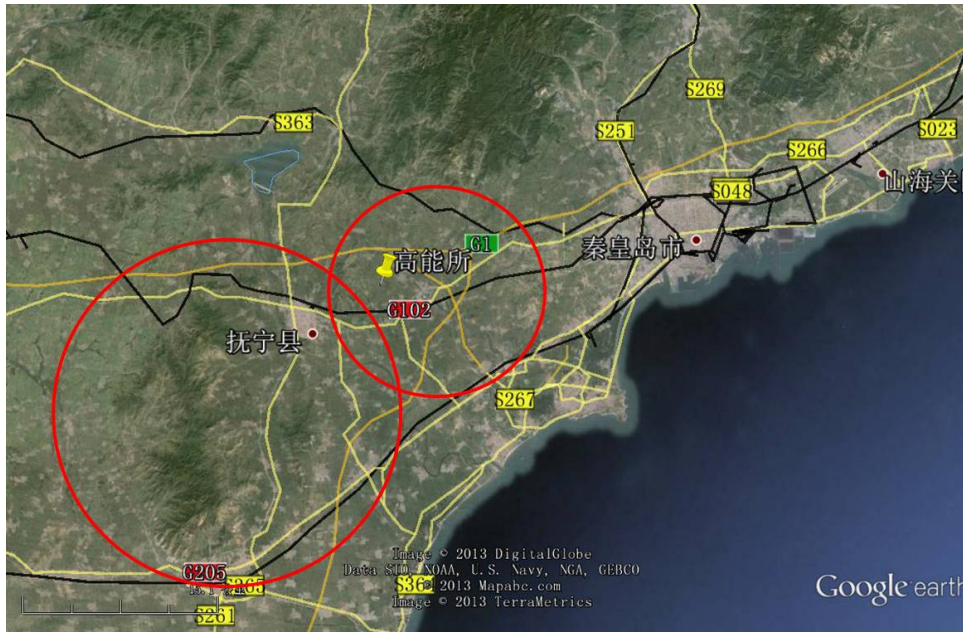 S269
S363
S251
S023
S266
山海关
S048
G1
秦皇岛市
高能所
G102
抚宁县
S267
Image © 2013 DigitalGlobe
Data SIO, NOAA, U.S. Navy, NGA, GEBCO
G205
© 2013 Mapabc.com
Image © 2013 TerraMetrics
Google earth
S261